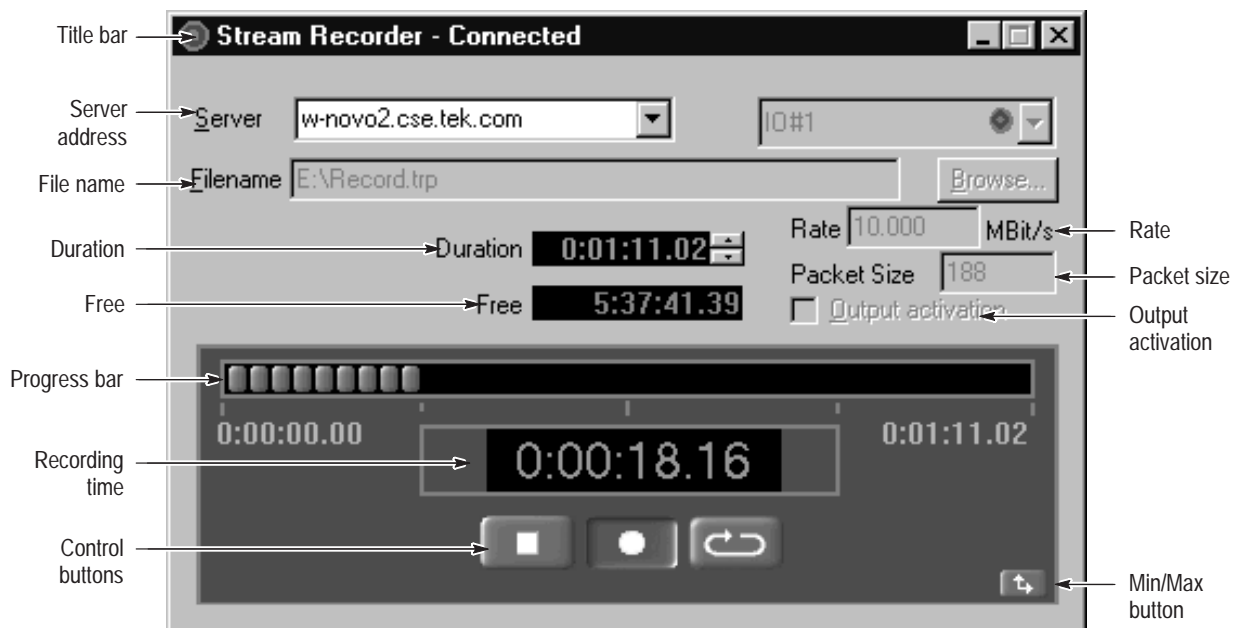 Title bar
Stream Recorder - Connected
Server address
Server
w-novo2.cse.tek.com
IO#1
File name
Filename
E:\Record.trp
Browse...
Duration
Duration
0:01:11.02
Rate
10.000
MBit/s
Rate
Free
Free
5:37:41.39
Packet Size
188
Packet size
Output activation
Output
activation
Progress bar
0:00:00.00
0:01:11.02
Recording
time
0:00:18.16
Control
buttons
Min/Max
button